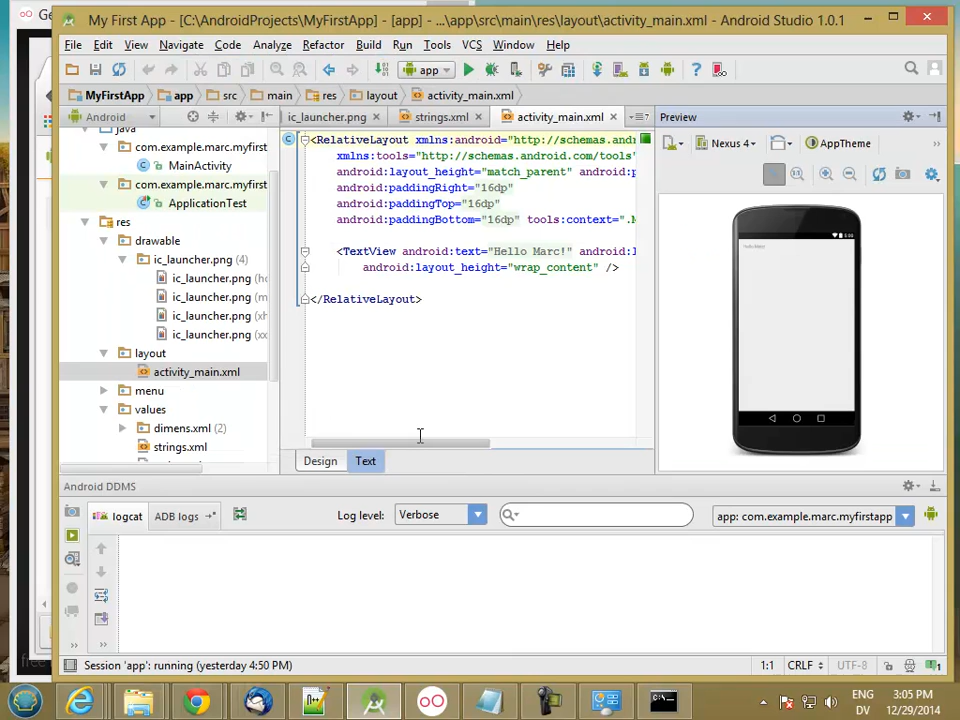 Ge
My First App - [C:\AndroidProjects\MyFirstApp] - [app] - ...\app\src\main\res\layout\activity_main.xml - Android Studio 1.0.1
File Edit View Navigate Code Analyze Refactor Build Run Tools VCS Window Help
app
MyFirstApp app src main res layout activity_main.xml
Android
ic_launcher.png strings.xml activity_main.xml
Preview
java
com.example.marc.myfirst
MainActivity
com.example.marc.myfirst
ApplicationTest
res
drawable
ic_launcher.png (4)
ic_launcher.png (h
ic_launcher.png (m
ic_launcher.png (xh
ic_launcher.png (xx
layout
activity_main.xml
menu
values
dimens.xml (2)
strings.xml
<RelativeLayout xmlns:android="http://schemas.and
xmlns:tools="http://schemas.android.com/tools"
android:layout_height="match_parent" android:p
android:paddingRight="16dp"
android:paddingTop="16dp"
android:paddingBottom="16dp" tools:context=".M
<TextView android:text="Hello Marc!" android:l
android:layout_height="wrap_content" />
</RelativeLayout>
Design Text
Nexus 4 AppTheme
Android DDMS
logcat ADB logs
Log level: Verbose
app: com.example.marc.myfirstapp
Session 'app': running (yesterday 4:50 PM)
1:1 CRLF UTF-8
ENG
DV
3:05 PM
12/29/2014